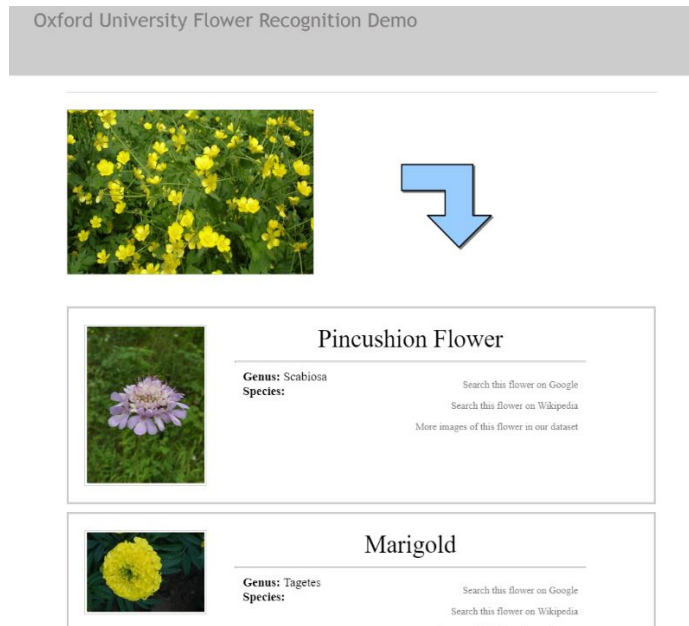 Oxford University Flower Recognition Demo
Pincushion Flower
Genus: Scabiosa
Species:
Search this flower on Google
Search this flower on Wikipedia
More images of this flower in our dataset
Marigold
Genus: Tagetes
Species:
Search this flower on Google
Search this flower on Wikipedia